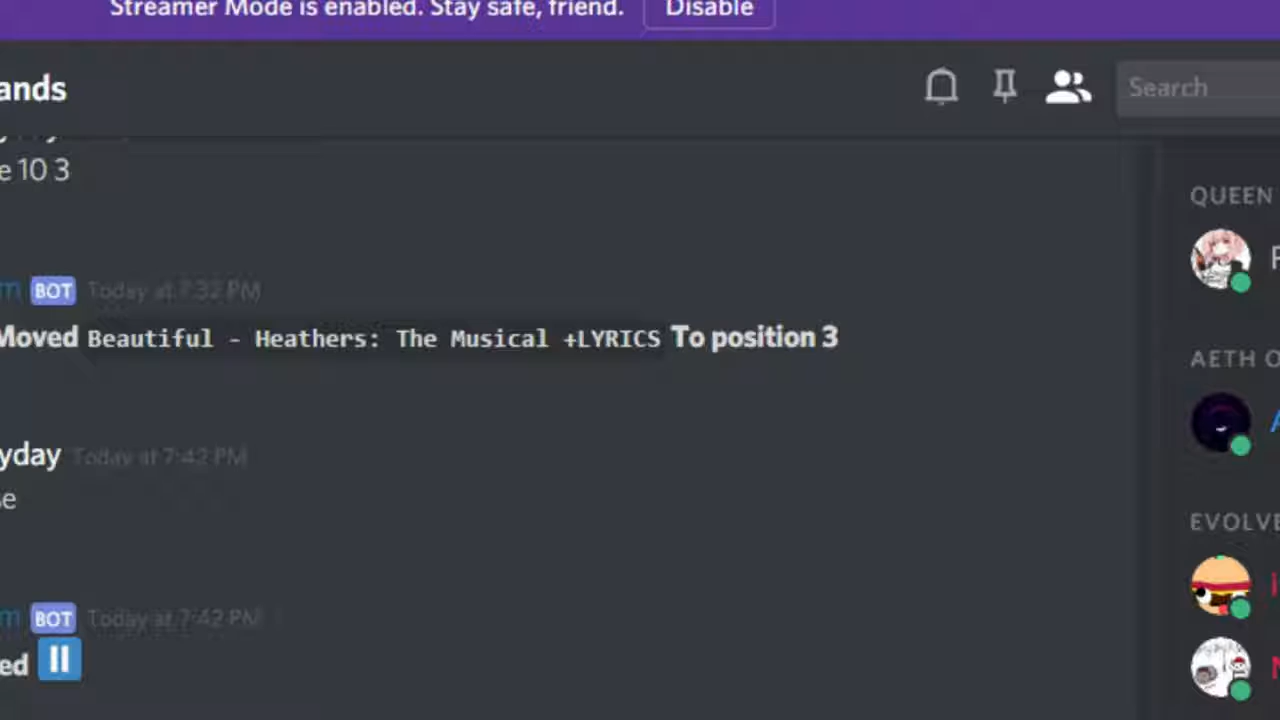 Streamer Mode is enabled. Stay safe, friend. Disable
ands
Search
e 10 3
QUEEN
m BOT Today at 7:32 PM
Moved Beautiful - Heathers: The Musical +LYRICS To position 3
AETH O
yday Today at 7:42 PM
se
EVOLVE
m BOT Today at 7:42 PM
ed